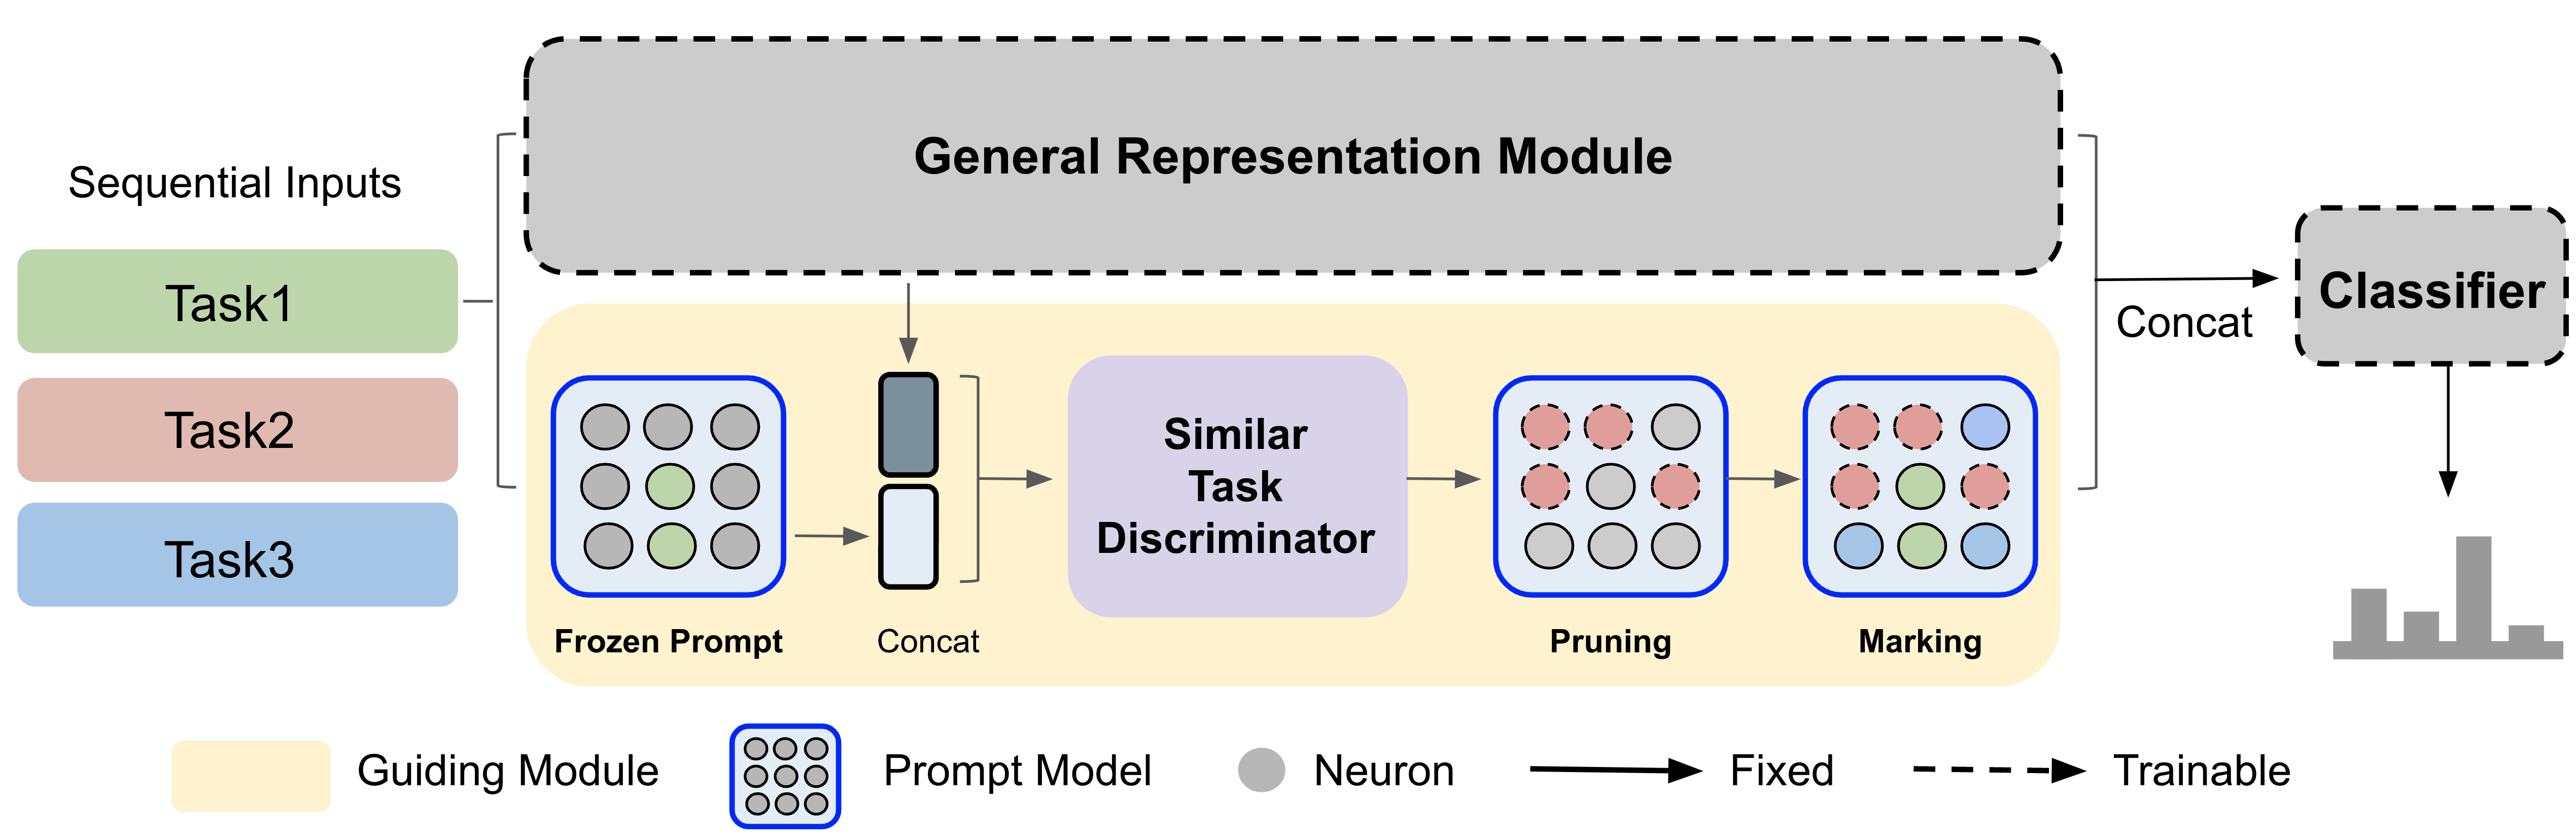 General Representation Module
Sequential Inputs
Task1
Task2
Task3
Similar
Task
Discriminator
Frozen Prompt
Concat
Pruning
Marking
Concat
Classifier
Guiding Module
Prompt Model
Neuron
Fixed
Trainable